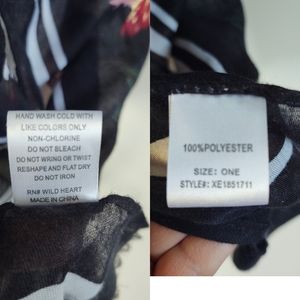 HAND WASH COLD WITH
LIKE COLORS ONLY
NON-CHLORINE
DO NOT BLEACH
DO NOT WRING OR TWIST
RESHAPE AND FLAT DRY
DO NOT IRON
RN# WILD HEART
MADE IN CHINA
100%POLYESTER
SIZE: ONE
STYLE#: XE1851711